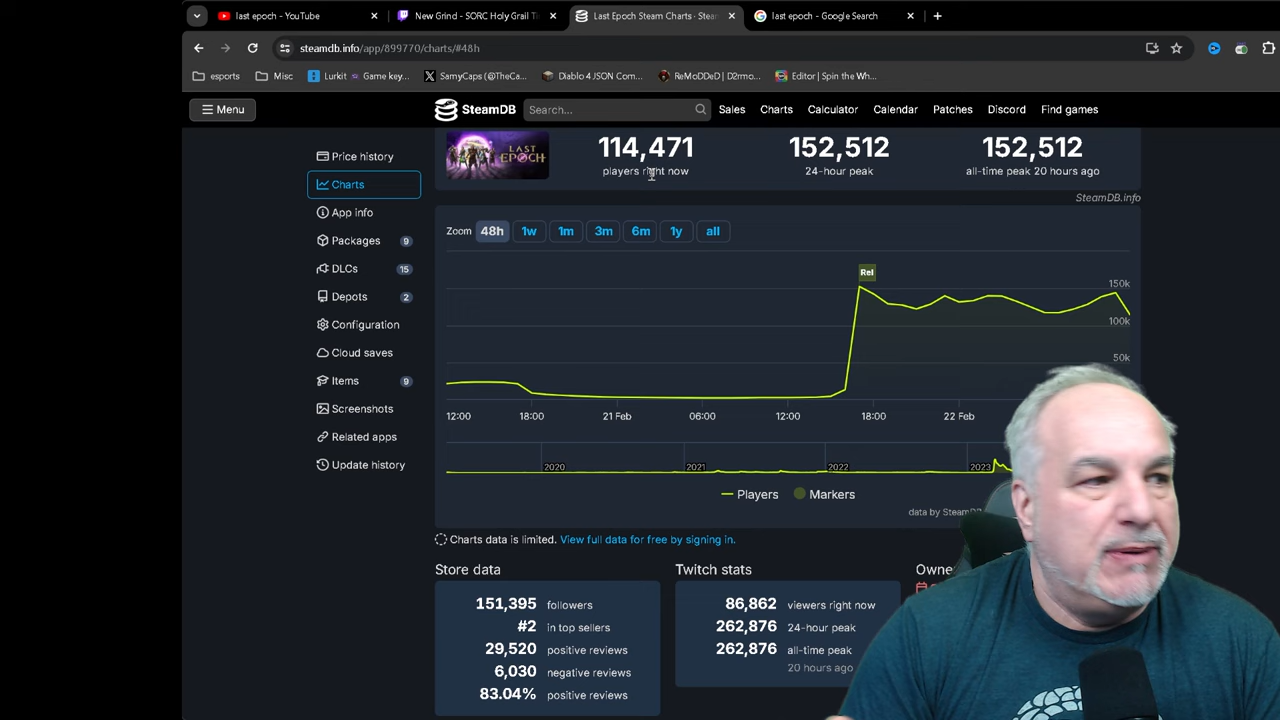 last epoch - YouTube
New Grind - SORC Holy Grail T
Last Epoch Steam Charts · Stea
last epoch - Google Search
steamdb.info/app/899770/charts/#48h
esports
Misc
Lurkit
Game key...
SamyCaps (@TheCa...
Diablo 4 JSON Com...
ReMoDDeD | D2rmo...
Editor | Spin the Wh...
Menu
SteamDB
Search...
Sales
Charts
Calculator
Calendar
Patches
Discord
Find games
Price history
Charts
App info
Packages 9
DLCs 15
Depots 2
Configuration
Cloud saves
Items 9
Screenshots
Related apps
Update history
LAST EPOCH
114,471
players right now
152,512
24-hour peak
152,512
all-time peak 20 hours ago
SteamDB.info
Zoom 48h 1w 1m 3m 6m 1y all
Rel
150k
100k
50k
12:00 18:00 21 Feb 06:00 12:00 18:00 22 Feb
2020 2021 2022 2023
Players Markers
data by SteamDB
Charts data is limited. View full data for free by signing in.
Store data
151,395 followers
#2 in top sellers
29,520 positive reviews
6,030 negative reviews
83.04% positive reviews
Twitch stats
86,862 viewers right now
262,876 24-hour peak
262,876 all-time peak
20 hours ago
Owne